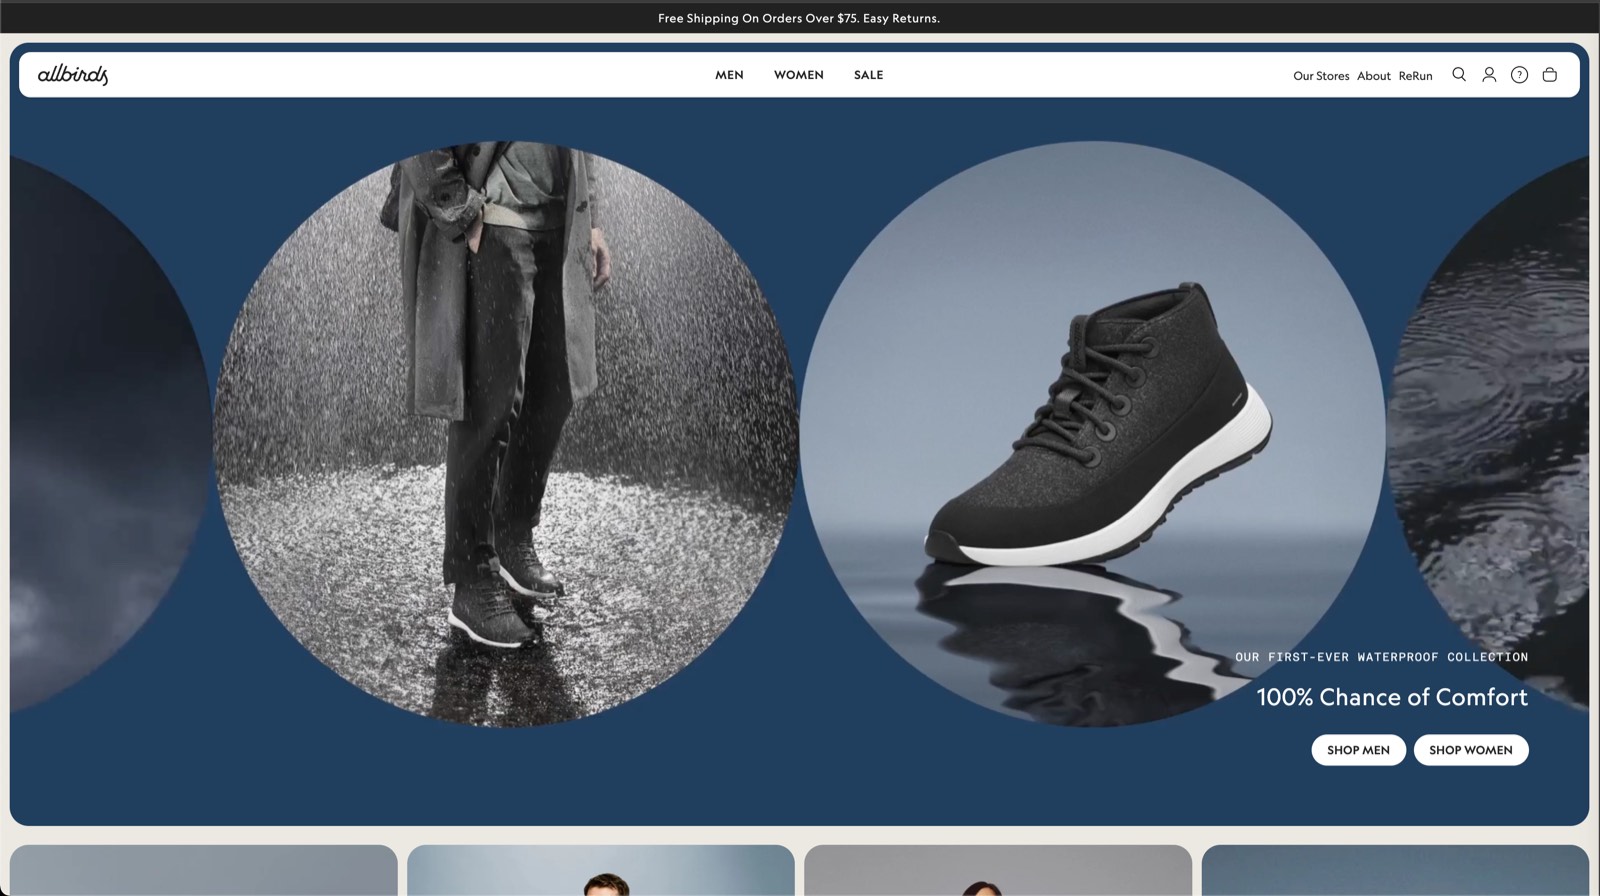 Free Shipping On Orders Over $75. Easy Returns.
allbirds
MEN WOMEN SALE
Our Stores About ReRun ?
OUR FIRST-EVER WATERPROOF COLLECTION
100% Chance of Comfort
SHOP MEN SHOP WOMEN